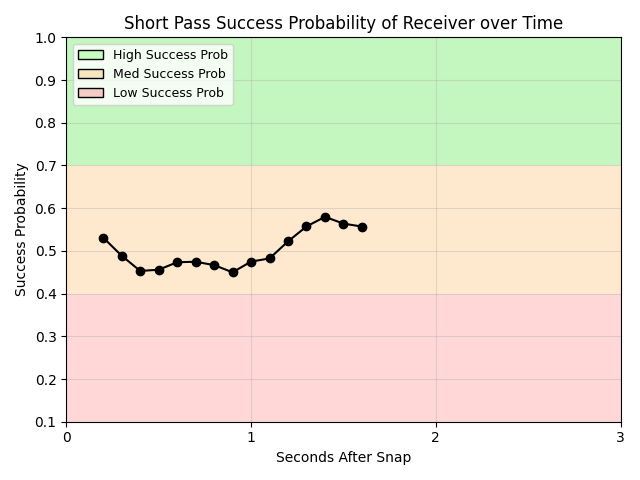 Short Pass Success Probability of Receiver over Time
High Success Prob
Med Success Prob
Low Success Prob
Success Probability
1.0
0.9
0.8
0.7
0.6
0.5
0.4
0.3
0.2
0.1
0 1 2 3
Seconds After Snap